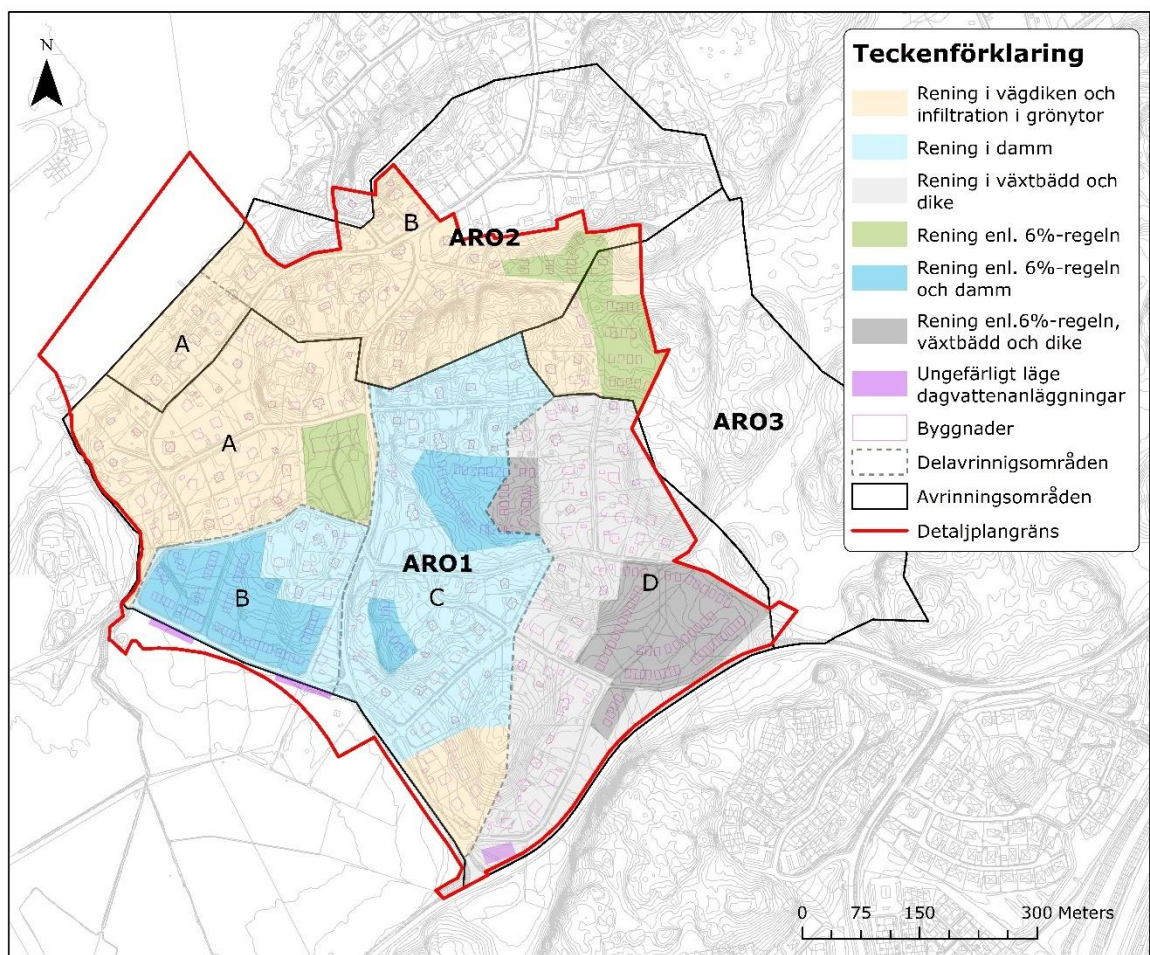 N
Teckenförklaring
Rening i vägdiken och
infiltration i grönytor
Rening i damm
Rening i växtbädd och
dike
Rening enl. 6%-regeln
Rening enl. 6%-regeln
och damm
Rening enl.6%-regeln,
växtbädd och dike
Ungefärligt läge
dagvattenanläggningar
Byggnader
Delavrinnigsområden
Avrinningsområden
Detaljplangräns
B
ARO2
A
A
ARO3
ARO1
B
C
D
0 75 150 300 Meters